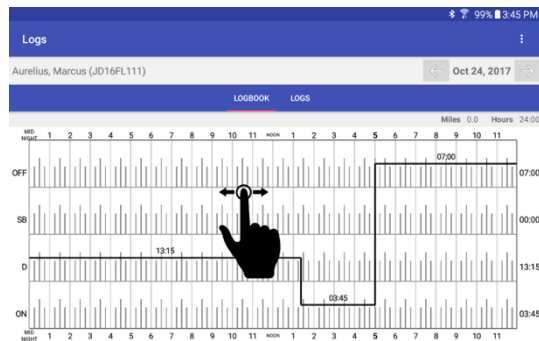 99% 3:45 PM
Logs
Aurelius, Marcus (JD16FL111)
Oct 24, 2017
LOGBOOK LOGS
Miles 0.0 Hours 24:00
MID NIGHT 1 2 3 4 5 6 7 8 9 10 11 NOON 1 2 3 4 5 6 7 8 9 10 11
07:00
OFF 07:00
SB 00:00
13:15
D 13:15
03:45
ON 03:45
MID NIGHT 1 2 3 4 5 6 7 8 9 10 11 NOON 1 2 3 4 5 6 7 8 9 10 11